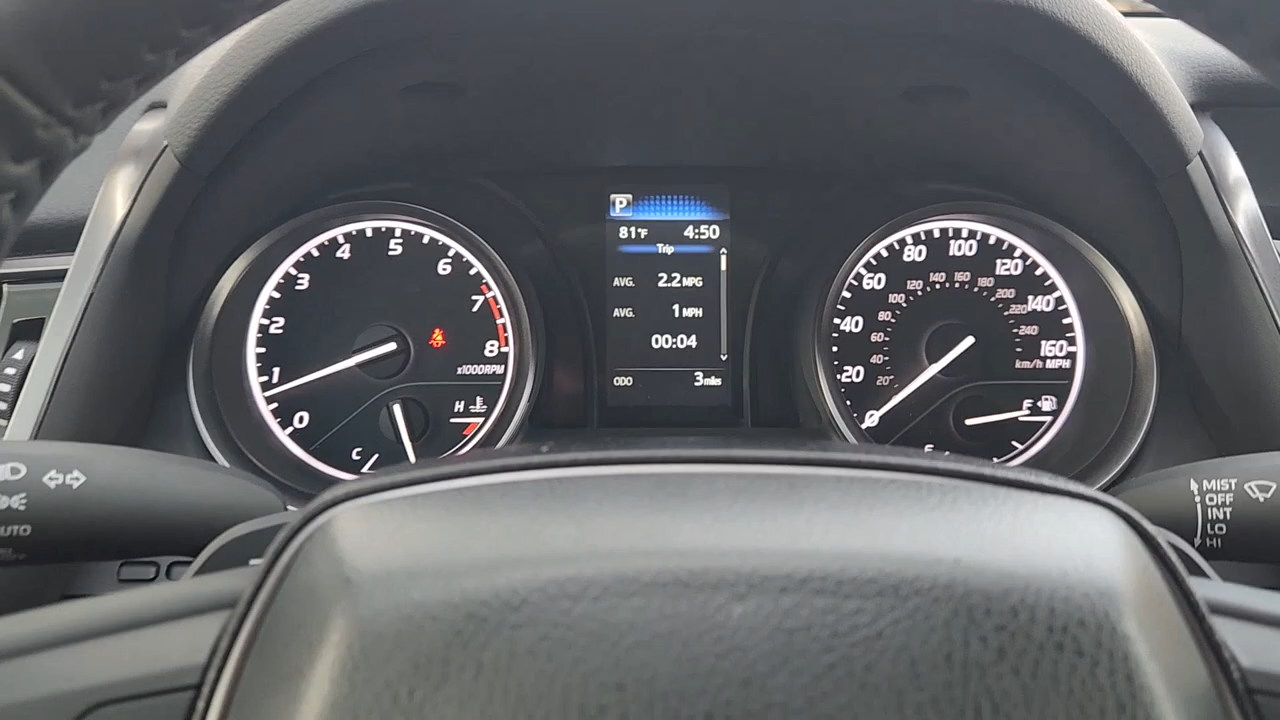 P
81°F 4:50
Trip
AVG. 2.2 MPG
AVG. 1 MPH
00:04
ODO 3 miles
0
1
2
3
4
5
6
7
8
x1000RPM
H
C
0
20
40
60
80
100
120
140
160
20
40
60
80
100
120
140
160
180
200
220
240
km/h MPH
F
AUTO
MIST
OFF
INT
LO
HI